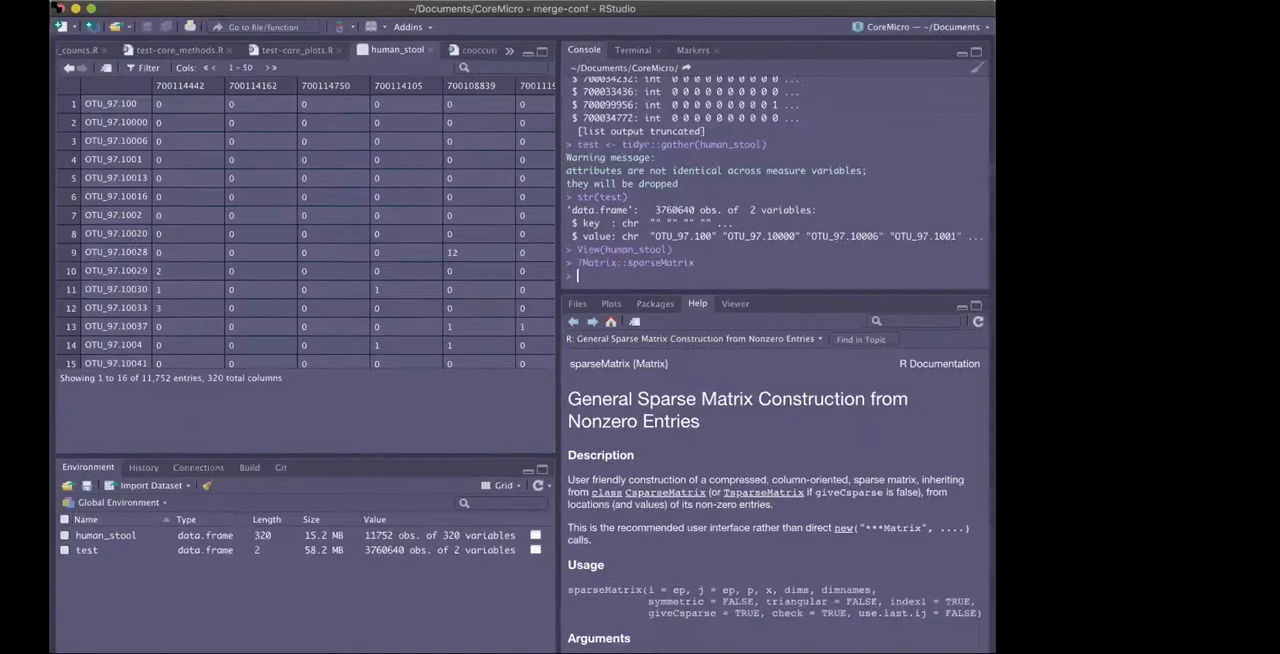 ~/Documents/CoreMicro - merge-conf - RStudio
Go to file/function
Addins
CoreMicro — ~/Documents
_counts.R
test-core_methods.R
test-core_plots.R
human_stool
cooccur
Filter
Cols:
1 - 50
700114442 700114162 700114750 700114105 700108839 7001119
1 OTU_97.100 0 0 0 0 0 0
2 OTU_97.10000 0 0 0 0 0 0
3 OTU_97.10006 0 0 0 0 0 0
4 OTU_97.1001 0 0 0 0 0 0
5 OTU_97.10013 0 0 0 0 0 0
6 OTU_97.10016 0 0 0 0 0 0
7 OTU_97.1002 0 0 0 0 0 0
8 OTU_97.10020 0 0 0 0 0 0
9 OTU_97.10028 0 0 0 0 12 0
10 OTU_97.10029 2 0 0 0 0 0
11 OTU_97.10030 1 0 0 1 0 0
12 OTU_97.10033 3 0 0 0 0 0
13 OTU_97.10037 0 0 0 0 1 1
14 OTU_97.1004 0 0 0 1 1 0
15 OTU_97.10041 0 0 0 0 0 0
Showing 1 to 16 of 11,752 entries, 320 total columns
Environment
History
Connections
Build
Git
Import Dataset
Grid
Global Environment
Name Type Length Size Value
human_stool data.frame 320 15.2 MB 11752 obs. of 320 variables
test data.frame 2 58.2 MB 3760640 obs. of 2 variables
Console
Terminal
Markers
~/Documents/CoreMicro/
$ 700034232: int 0 0 0 0 0 0 0 0 0 0 ...
$ 700033436: int 0 0 0 0 0 0 0 0 0 0 ...
$ 700099956: int 0 0 0 0 0 0 0 0 0 1 ...
$ 700034772: int 0 0 0 0 0 0 0 0 0 0 ...
[list output truncated]
> test <- tidyr::gather(human_stool)
Warning message:
attributes are not identical across measure variables;
they will be dropped
> str(test)
'data.frame': 3760640 obs. of 2 variables:
$ key : chr "" "" "" "" ...
$ value: chr "OTU_97.100" "OTU_97.10000" "OTU_97.10006" "OTU_97.1001" ...
> View(human_stool)
> ?Matrix::sparseMatrix
>
Files
Plots
Packages
Help
Viewer
R: General Sparse Matrix Construction from Nonzero Entries
Find in Topic
sparseMatrix {Matrix}
R Documentation
General Sparse Matrix Construction from
Nonzero Entries
Description
User friendly construction of a compressed, column-oriented, sparse matrix, inheriting
from class CsparseMatrix (or TsparseMatrix if giveCsparse is false), from
locations (and values) of its non-zero entries.
This is the recommended user interface rather than direct new("***Matrix", ....)
calls.
Usage
sparseMatrix(i = ep, j = ep, p, x, dims, dimnames,
symmetric = FALSE, triangular = FALSE, index1 = TRUE,
giveCsparse = TRUE, check = TRUE, use.last.ij = FALSE)
Arguments